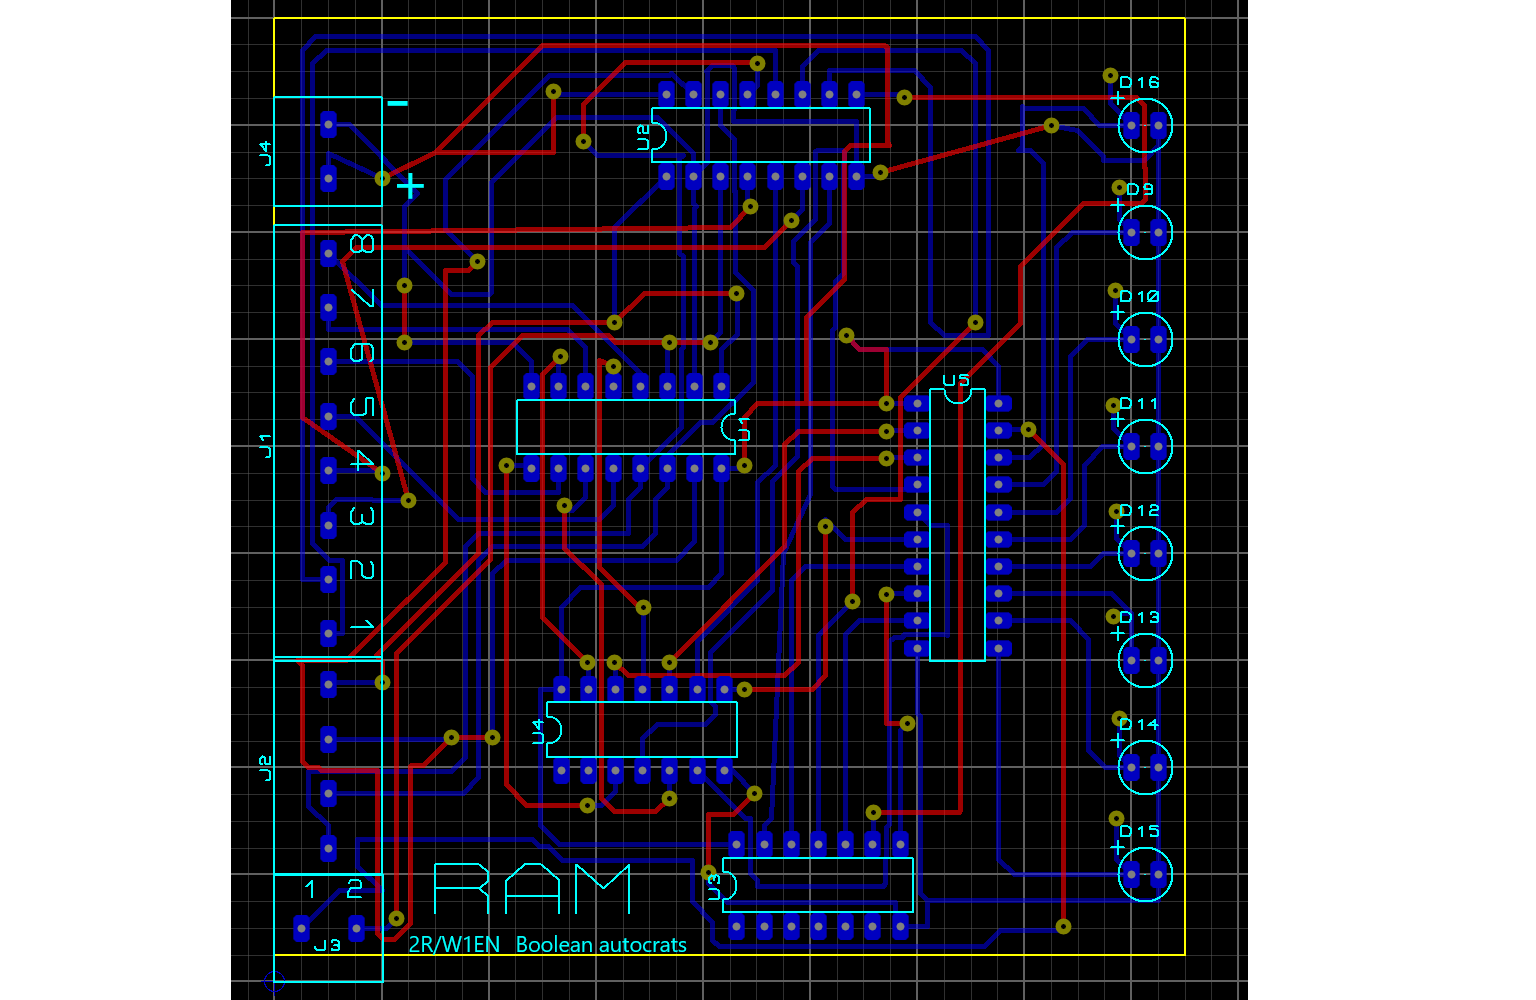 J4
−
+
U2
D16
+
D9
+
D10
+
D11
+
D12
+
D13
+
D14
+
D15
+
J1
8
7
6
5
4
3
2
1
U1
U5
U4
J2
U3
1 2
J3
RAM
2R/W1EN Boolean autocrats